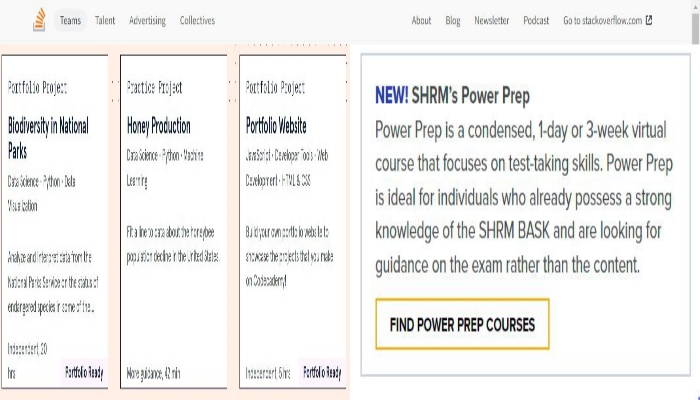 Teams Talent Advertising Collectives About Blog Newsletter Podcast Go to stackoverflow.com
Portfolio Project
Biodiversity in National
Parks
Data Science • Python • Data
Visualization
Analyze and interpret data from the
National Parks Service on the status of
endangered species in some of the...
Independent, 20
hrs
Portfolio Ready
Practice Project
Honey Production
Data Science • Python • Machine
Learning
Fit a line to data about the honeybee
population decline in the United States.
More guidance, 42 min
Portfolio Project
Portfolio Website
JavaScript • Developer Tools • Web
Development • HTML & CSS
Build your own portfolio website to
showcase the projects that you make
on Codecademy!
Independent, 6 hrs
Portfolio Ready
NEW! SHRM's Power Prep
Power Prep is a condensed, 1-day or 3-week virtual
course that focuses on test-taking skills. Power Prep
is ideal for individuals who already possess a strong
knowledge of the SHRM BASK and are looking for
guidance on the exam rather than the content.
FIND POWER PREP COURSES